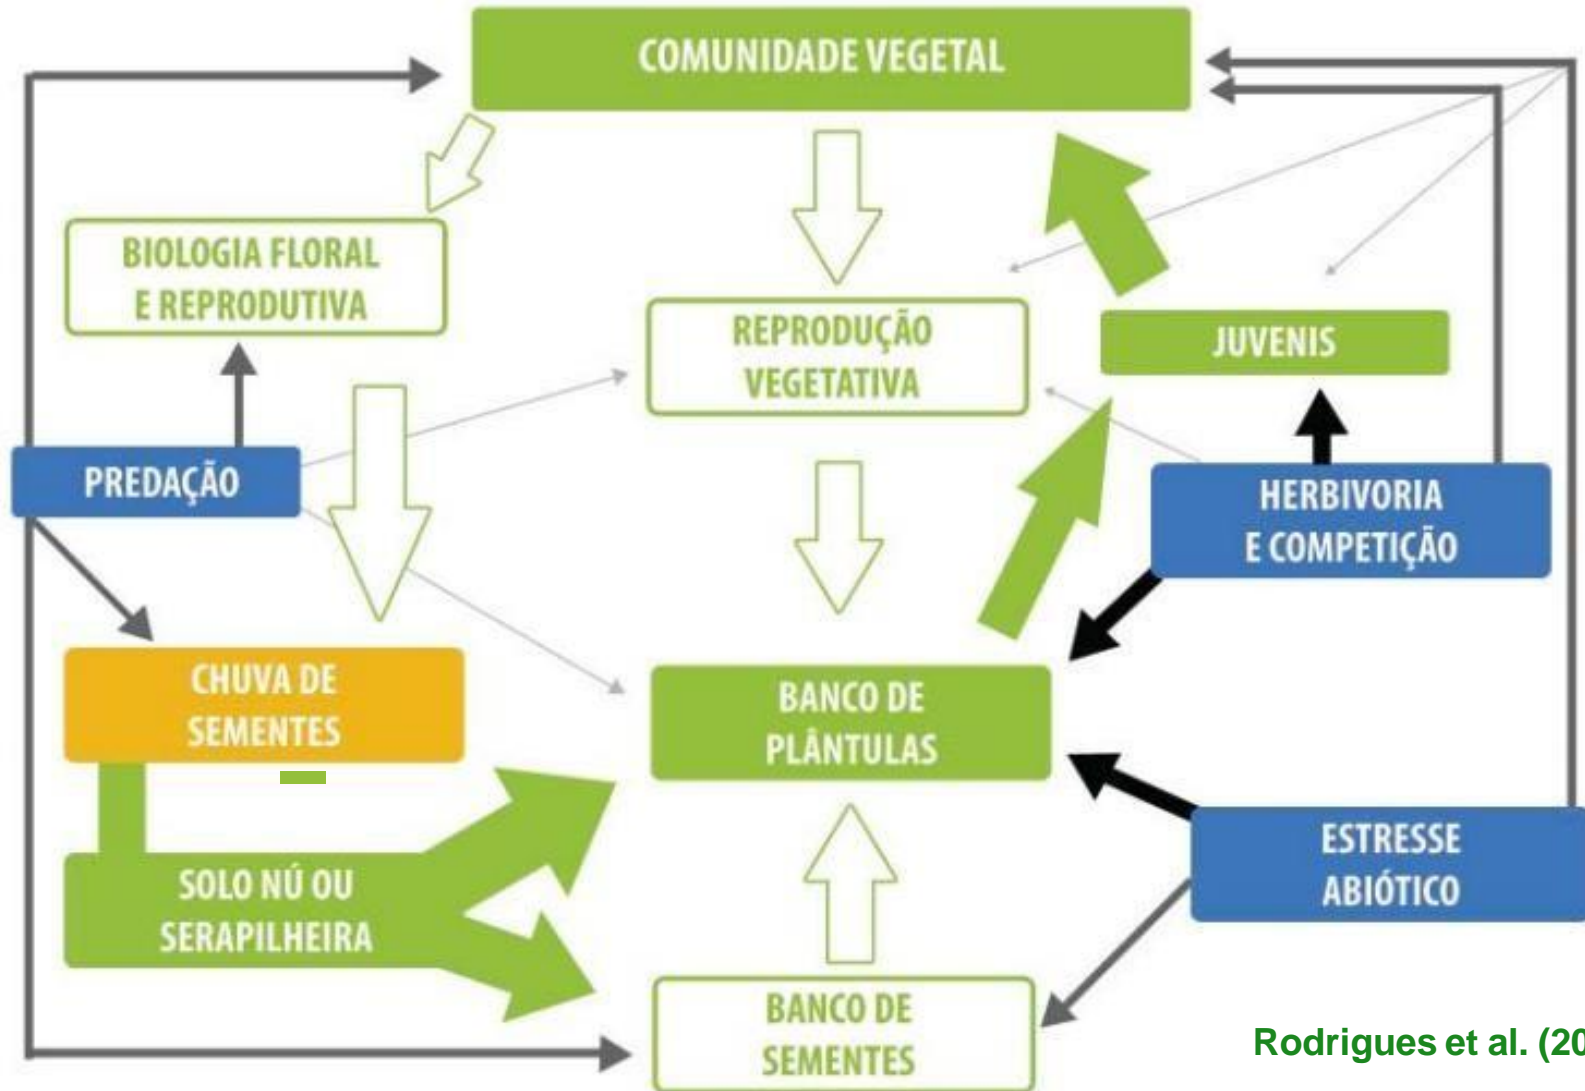 COMUNIDADE VEGETAL
BIOLOGIA FLORAL
E REPRODUTIVA
REPRODUÇÃO
VEGETATIVA
JUVENIS
PREDAÇÃO
HERBIVORIA
E COMPETIÇÃO
CHUVA DE
SEMENTES
BANCO DE
PLÂNTULAS
ESTRESSE
ABIÓTICO
SOLO NÚ OU
SERAPILHEIRA
BANCO DE
SEMENTES
Rodrigues et al. (20